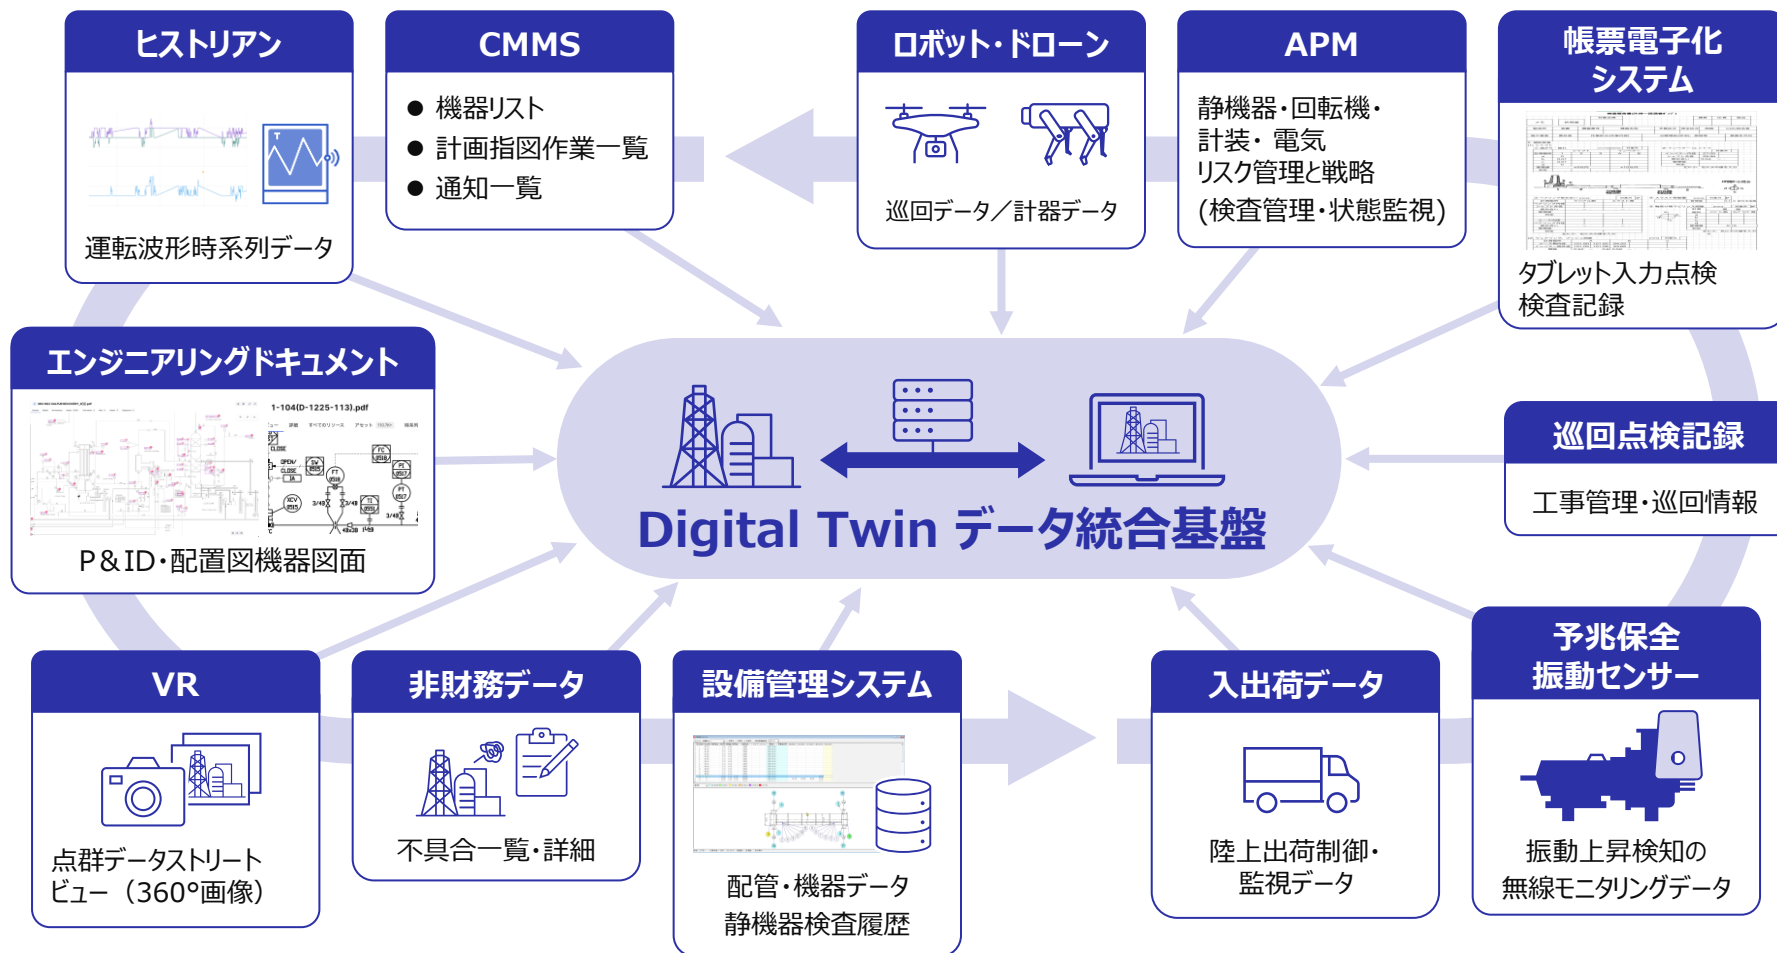 ヒストリアン
運転波形時系列データ
CMMS
● 機器リスト
● 計画指図作業一覧
● 通知一覧
ロボット・ドローン
巡回データ／計器データ
APM
静機器・回転機・
計装・ 電気
リスク管理と戦略
(検査管理・状態監視)
帳票電子化
システム
タブレット入力点検
検査記録
エンジニアリングドキュメント
1-104(D-1225-113).pdf
P&ID・配置図機器図面
Digital Twin データ統合基盤
巡回点検記録
工事管理・巡回情報
VR
点群データストリート
ビュー（360°画像）
非財務データ
不具合一覧・詳細
設備管理システム
配管・機器データ
静機器検査履歴
入出荷データ
陸上出荷制御・
監視データ
予兆保全
振動センサー
振動上昇検知の
無線モニタリングデータ